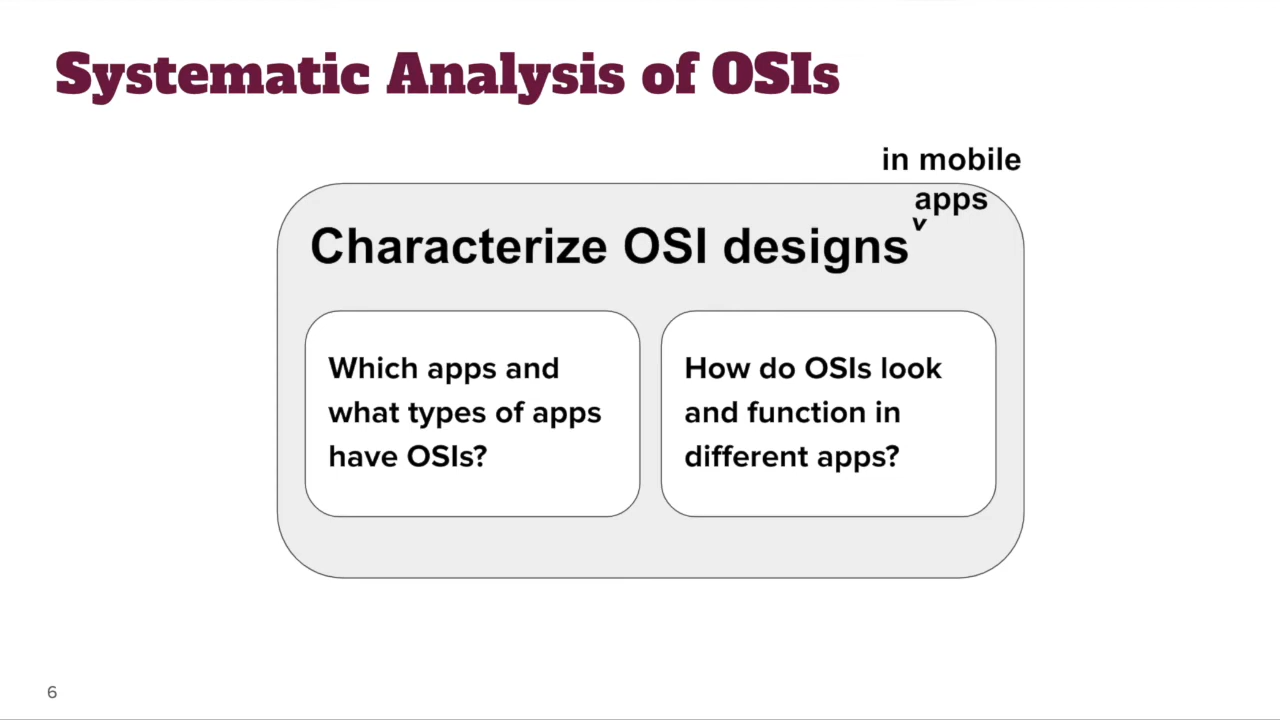 Systematic Analysis of OSIs
in mobile
apps
v
Characterize OSI designs
Which apps and
what types of apps
have OSIs?
How do OSIs look
and function in
different apps?
6